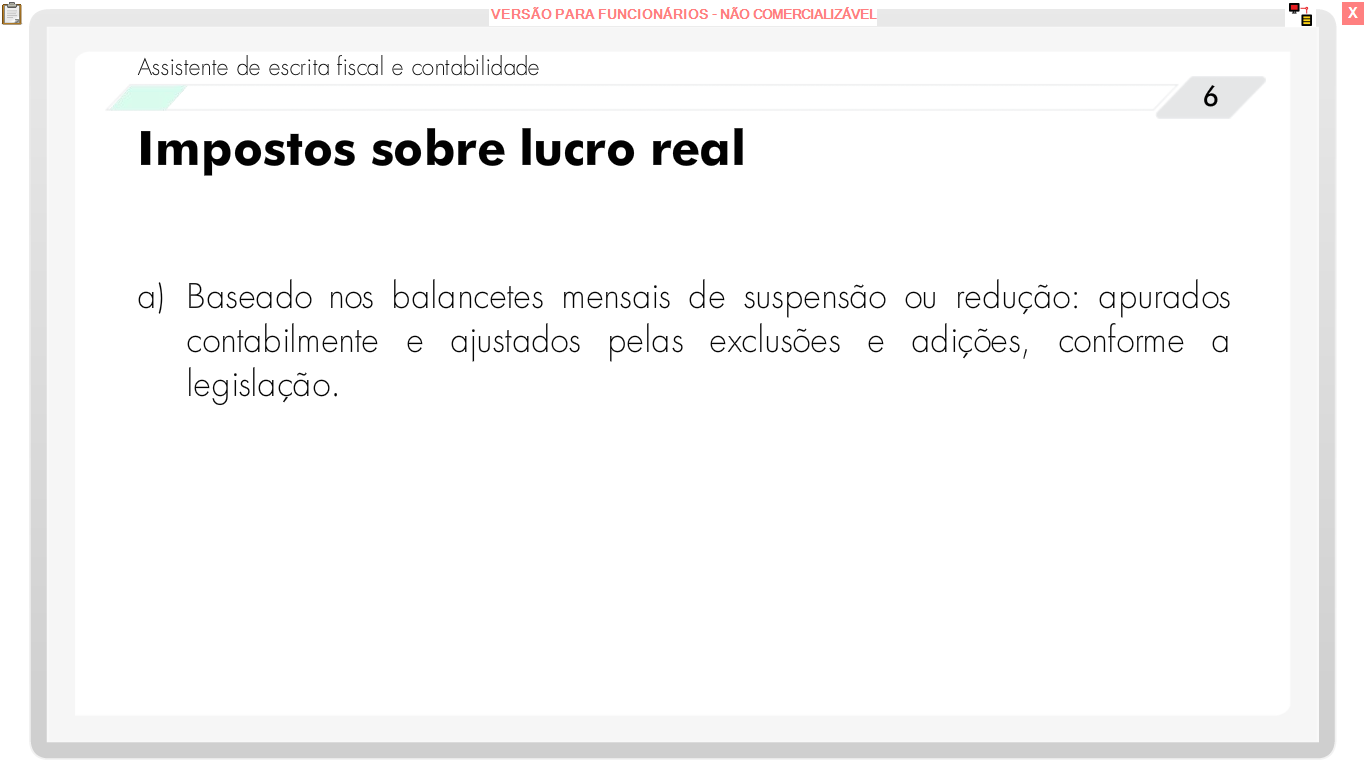 VERSÃO PARA FUNCIONÁRIOS - NÃO COMERCIALIZÁVEL
X
Assistente de escrita fiscal e contabilidade
6
Impostos sobre lucro real
a) Baseado nos balancetes mensais de suspensão ou redução: apurados
contabilmente e ajustados pelas exclusões e adições, conforme a
legislação.